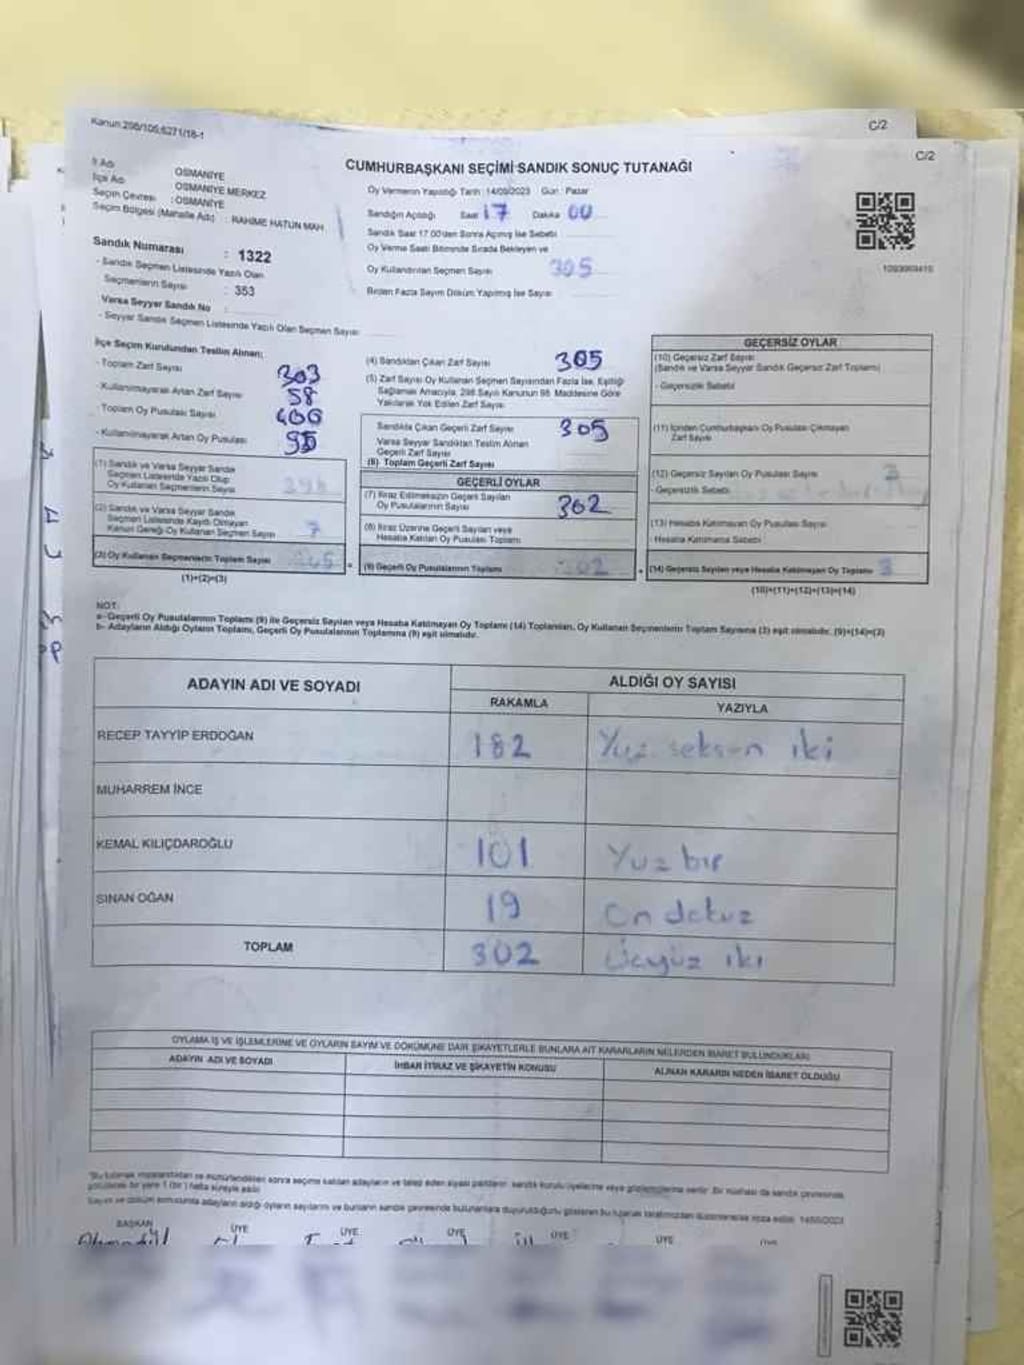 Kanun:298/105;6271/18-1
C/2
C/2
CUMHURBAŞKANI SEÇİMİ SANDIK SONUÇ TUTANAĞI
İl Adı OSMANİYE
İlçe Adı OSMANİYE MERKEZ
Seçim Çevresi : OSMANİYE
Seçim Bölgesi (Mahalle Adı) : RAHİME HATUN MAH
Sandık Numarası : 1322
- Sandık Seçmen Listesinde Yazılı Olan
Seçmenlerin Sayısı : 353
Varsa Seyyar Sandık No :
- Seyyar Sandık Seçmen Listesinde Yazılı Olan Seçmen Sayısı
Oy Vermenin Yapıldığı Tarih : 14/05/2023 Gün : Pazar
Sandığın Açıldığı Saat 17 Dakika 00
Sandık Saat 17.00'den Sonra Açılmış İse Sebebi
Oy Verme Saati Bitiminde Sırada Bekleyen ve
Oy Kullandırılan Seçmen Sayısı 305
Birden Fazla Sayım Döküm Yapılmış İse Sayısı
İlçe Seçim Kurulundan Teslim Alınan;
- Toplam Zarf Sayısı
- Kullanılmayarak Artan Zarf Sayısı 58
- Toplam Oy Pusulası Sayısı 400
- Kullanılmayarak Artan Oy Pusulası
(1) Sandık ve Varsa Seyyar Sandık
Seçmen Listesinde Yazılı Olup
Oy Kullanan Seçmenlerin Sayısı 298
(2) Sandık ve Varsa Seyyar Sandık
Seçmen Listesinde Kayıtlı Olmayan
Kanun Gereği Oy Kullanan Seçmen Sayısı 7
(3) Oy Kullanan Seçmenlerin Toplam Sayısı 305
(1)+(2)=(3)
(4) Sandıktan Çıkan Zarf Sayısı 305
(5) Zarf Sayısı Oy Kullanan Seçmen Sayısından Fazla İse, Eşitliği
Sağlamak Amacıyla, 298 Sayılı Kanunun 98. Maddesine Göre
Yakılarak Yok Edilen Zarf Sayısı
Sandıkta Çıkan Geçerli Zarf Sayısı 305
Varsa Seyyar Sandıktan Teslim Alınan
Geçerli Zarf Sayısı
(6) Toplam Geçerli Zarf Sayısı
GEÇERLİ OYLAR
(7) İtiraz Edilmeksizin Geçerli Sayılan
Oy Pusulalarının Sayısı 302
(8) İtiraz Üzerine Geçerli Sayılan veya
Hesaba Katılan Oy Pusulası Toplamı
(9) Geçerli Oy Pusulalarının Toplamı 302
GEÇERSİZ OYLAR
(10) Geçersiz Zarf Sayısı
(Sandık ve Varsa Seyyar Sandık Geçersiz Zarf Toplamı)
- Geçersizlik Sebebi
(11) İçinden Cumhurbaşkanı Oy Pusulası Çıkmayan
Zarf Sayısı
(12) Geçersiz Sayılan Oy Pusulası Sayısı 3
- Geçersizlik Sebebi
(13) Hesaba Katılmayan Oy Pusulası Sayısı
- Hesaba Katılmama Sebebi
(14) Geçersiz Sayılan veya Hesaba Katılmayan Oy Toplamı 3
(10)+(11)+(12)+(13)=(14)
NOT:
a- Geçerli Oy Pusulalarının Toplamı (9) ile Geçersiz Sayılan veya Hesaba Katılmayan Oy Toplamı (14) Toplamları, Oy Kullanan Seçmenlerin Toplam Sayısına (3) eşit olmalıdır. (9)+(14)=(3)
b- Adayların Aldığı Oyların Toplamı, Geçerli Oy Pusulalarının Toplamına (9) eşit olmalıdır.
ADAYIN ADI VE SOYADI
ALDIĞI OY SAYISI
RAKAMLA
YAZIYLA
RECEP TAYYİP ERDOĞAN 182 Yüz seksen iki
MUHARREM İNCE
KEMAL KILIÇDAROĞLU 101 Yuz bir
SİNAN OĞAN 19 On dokuz
TOPLAM 302 Üçyüz iki
OYLAMA İŞ VE İŞLEMLERİNE VE OYLARIN SAYIM VE DÖKÜMÜNE DAİR ŞİKAYETLERLE BUNLARA AİT KARARLARIN NELERDEN İBARET BULUNDUKLARI
ADAYIN ADI VE SOYADI
İHBAR İTİRAZ VE ŞİKAYETİN KONUSU
ALINAN KARARIN NEDEN İBARET OLDUĞU
BAŞKAN ÜYE ÜYE ÜYE ÜYE ÜYE